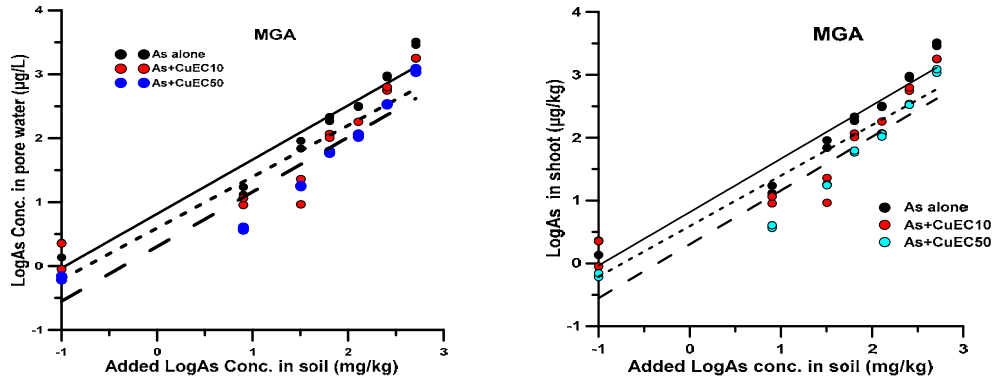 MGA
As alone
As+CuEC10
As+CuEC50
LogAs Conc. in pore water (µg/L)
4
3
2
1
0
-1
-1
0
1
2
3
Added LogAs Conc. in soil (mg/kg)
MGA
As alone
As+CuEC10
As+CuEC50
LogAs in shoot (µg/kg)
4
3
2
1
0
-1
-1
0
1
2
3
Added LogAs conc. in soil (mg/kg)